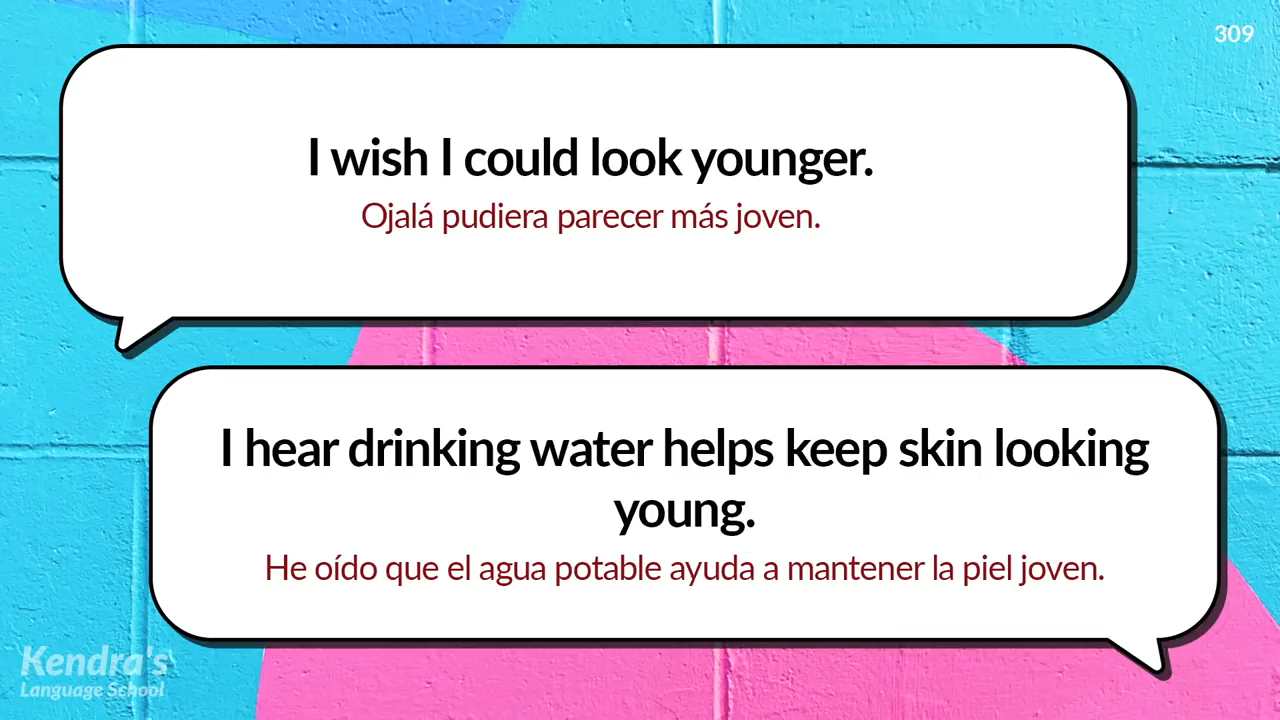 309
I wish I could look younger.
Ojalá pudiera parecer más joven.
I hear drinking water helps keep skin looking
young.
He oído que el agua potable ayuda a mantener la piel joven.
Kendra's
Language School